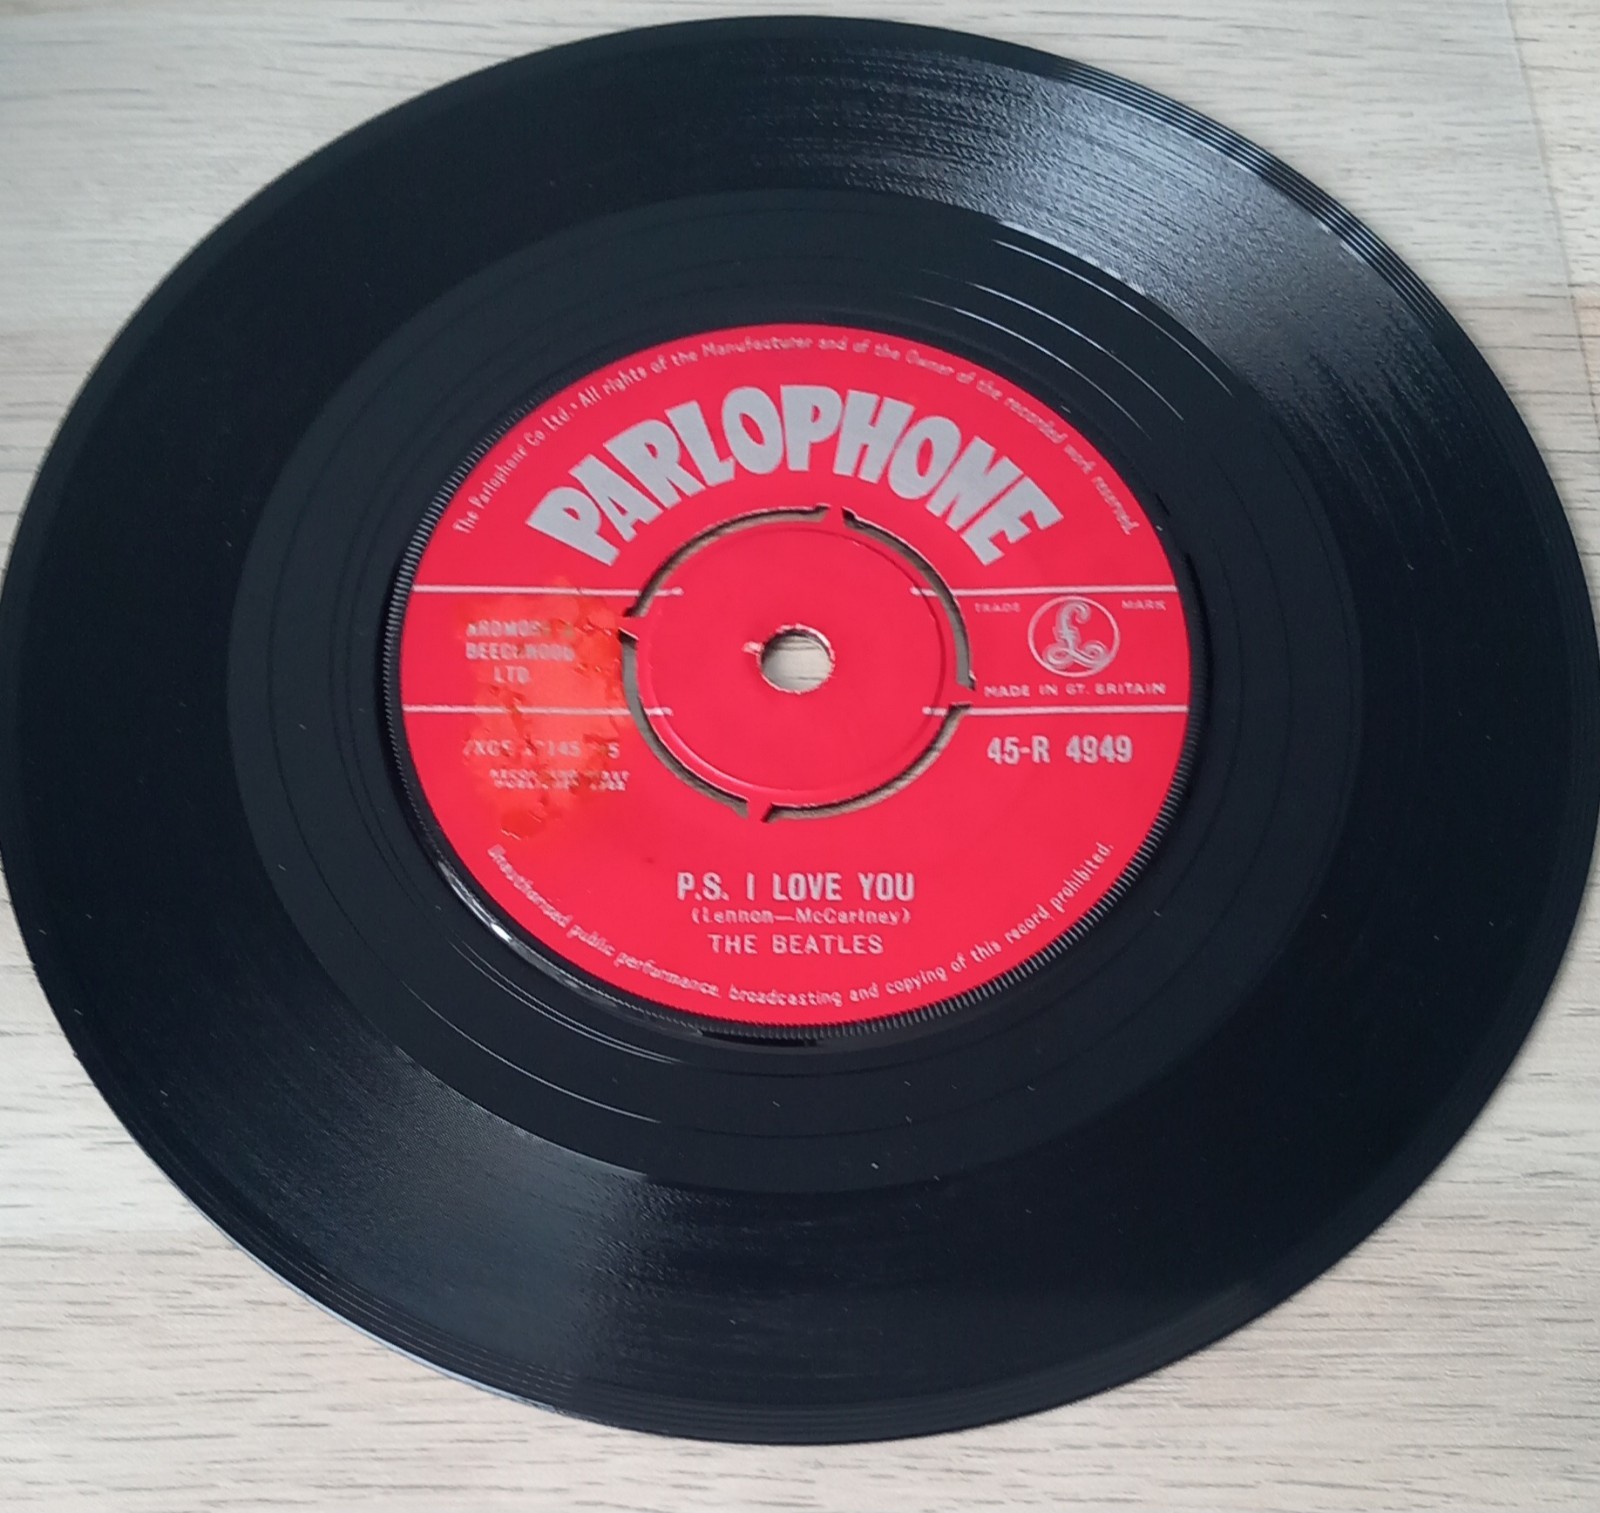 The Parlophone Co. Ltd. • All rights of the Manufacturer and of the Owner of the recorded work reserved.
PARLOPHONE
ARDMORE &
BEECHWOOD
LTD.
TRADE MARK
£
MADE IN GT. BRITAIN
45-R 4949
P.S. I LOVE YOU
(Lennon—McCartney)
THE BEATLES
Unauthorised public performance, broadcasting and copying of this record prohibited.